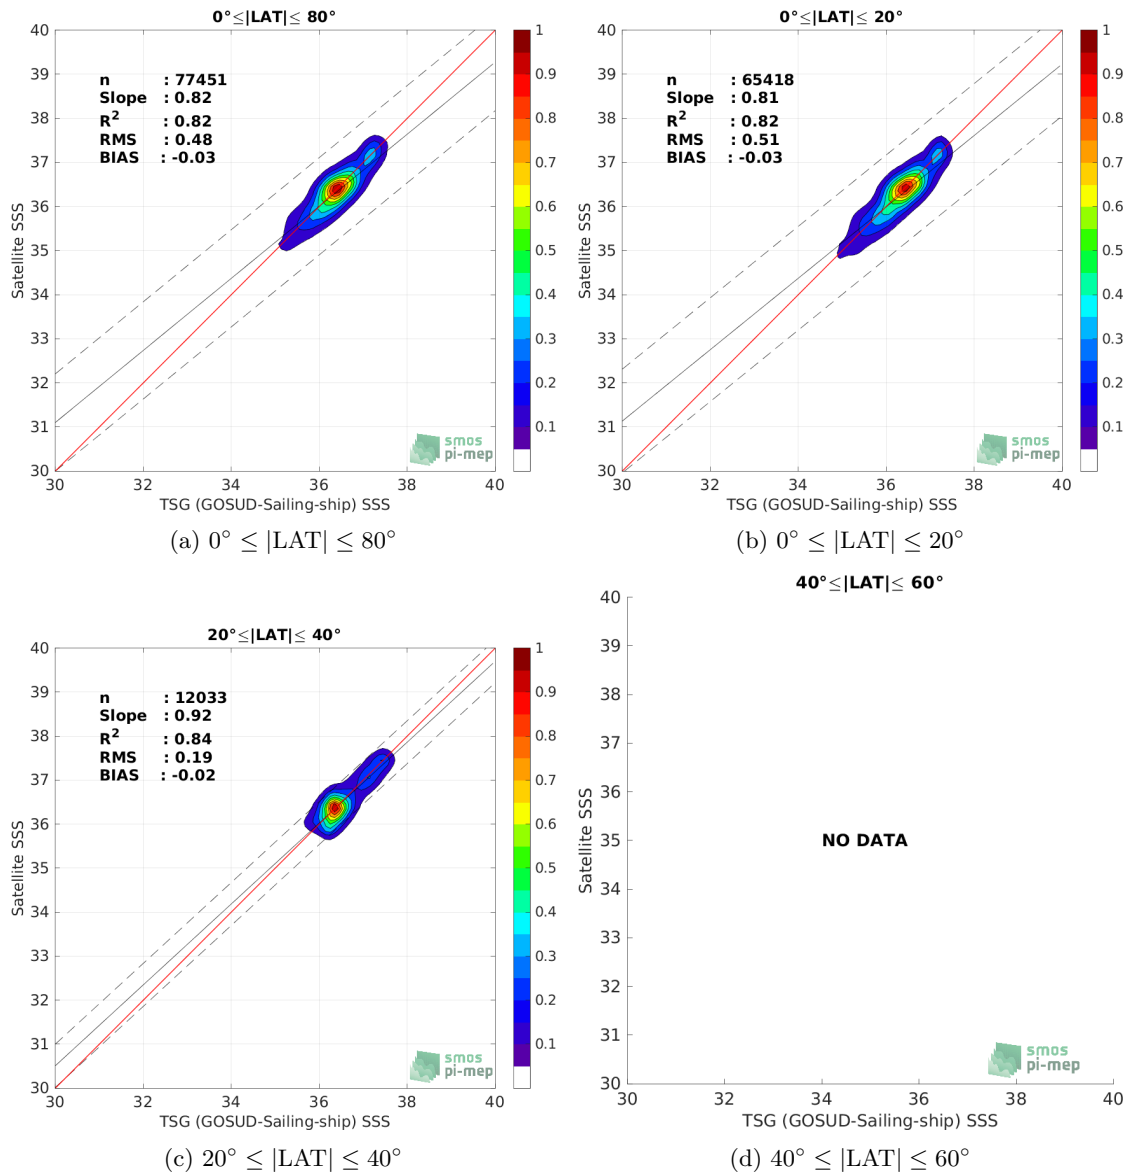 0°≤|LAT|≤ 80°
40
39
38
37
36
35
34
33
32
31
30
n : 77451
Slope : 0.82
R2 : 0.82
RMS : 0.48
BIAS : -0.03
1
0.9
0.8
0.7
0.6
0.5
0.4
0.3
0.2
0.1
smos
pi-mep
30 32 34 36 38 40
Satellite SSS
TSG (GOSUD-Sailing-ship) SSS
(a) 0° ≤ |LAT| ≤ 80°
0°≤|LAT|≤ 20°
40
39
38
37
36
35
34
33
32
31
30
n : 65418
Slope : 0.81
R2 : 0.82
RMS : 0.51
BIAS : -0.03
1
0.9
0.8
0.7
0.6
0.5
0.4
0.3
0.2
0.1
smos
pi-mep
30 32 34 36 38 40
Satellite SSS
TSG (GOSUD-Sailing-ship) SSS
(b) 0° ≤ |LAT| ≤ 20°
20°≤|LAT|≤ 40°
40
39
38
37
36
35
34
33
32
31
30
n : 12033
Slope : 0.92
R2 : 0.84
RMS : 0.19
BIAS : -0.02
1
0.9
0.8
0.7
0.6
0.5
0.4
0.3
0.2
0.1
smos
pi-mep
30 32 34 36 38 40
Satellite SSS
TSG (GOSUD-Sailing-ship) SSS
(c) 20° ≤ |LAT| ≤ 40°
40°≤|LAT|≤ 60°
40
39
38
37
36
35
34
33
32
31
30
NO DATA
smos
pi-mep
30 32 34 36 38 40
Satellite SSS
TSG (GOSUD-Sailing-ship) SSS
(d) 40° ≤ |LAT| ≤ 60°